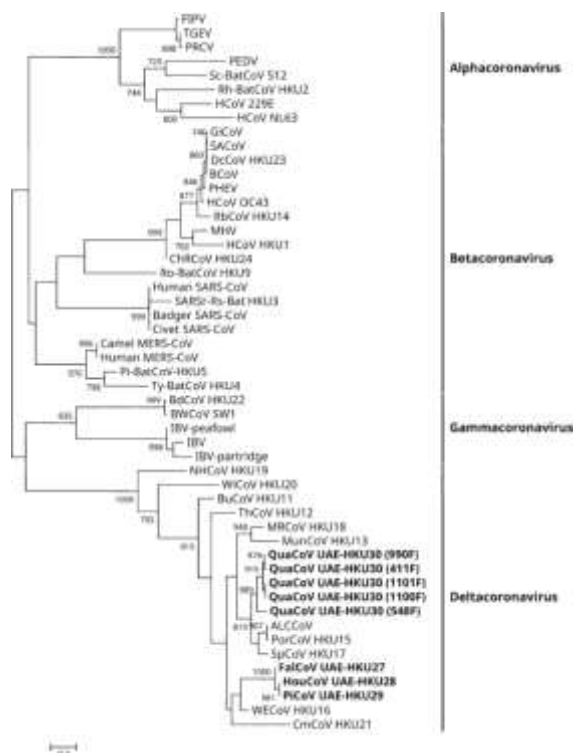 FIPV
TGEV
PRCV
PEDV
Sc-BatCoV 512
Rh-BatCoV HKU2
HCoV 229E
HCoV NL63
Alphacoronavirus
GiCoV
SACoV
DcCoV HKU23
BCoV
PHEV
HCoV OC43
RbCoV HKU14
MHV
HCoV HKU1
ChRCoV HKU24
Ro-BatCoV HKU9
Human SARS-CoV
SARSr-Rs-Bat HKU3
Badger SARS-CoV
Civet SARS-CoV
Camel MERS-CoV
Human MERS-CoV
Pi-BatCoV-HKU5
Ty-BatCoV HKU4
Betacoronavirus
BdCoV HKU22
BWCoV SW1
IBV-peafowl
IBV
IBV-partridge
Gammacoronavirus
NHCoV HKU19
WiCoV HKU20
BuCoV HKU11
ThCoV HKU12
MRCoV HKU18
MunCoV HKU13
QuaCoV UAE-HKU30 (990F)
QuaCoV UAE-HKU30 (411F)
QuaCoV UAE-HKU30 (1101F)
QuaCoV UAE-HKU30 (1100F)
QuaCoV UAE-HKU30 (548F)
ALCCoV
PorCoV HKU15
SpCoV HKU17
FalCoV UAE-HKU27
HouCoV UAE-HKU28
PiCoV UAE-HKU29
WECoV HKU16
CmCoV HKU21
Deltacoronavirus